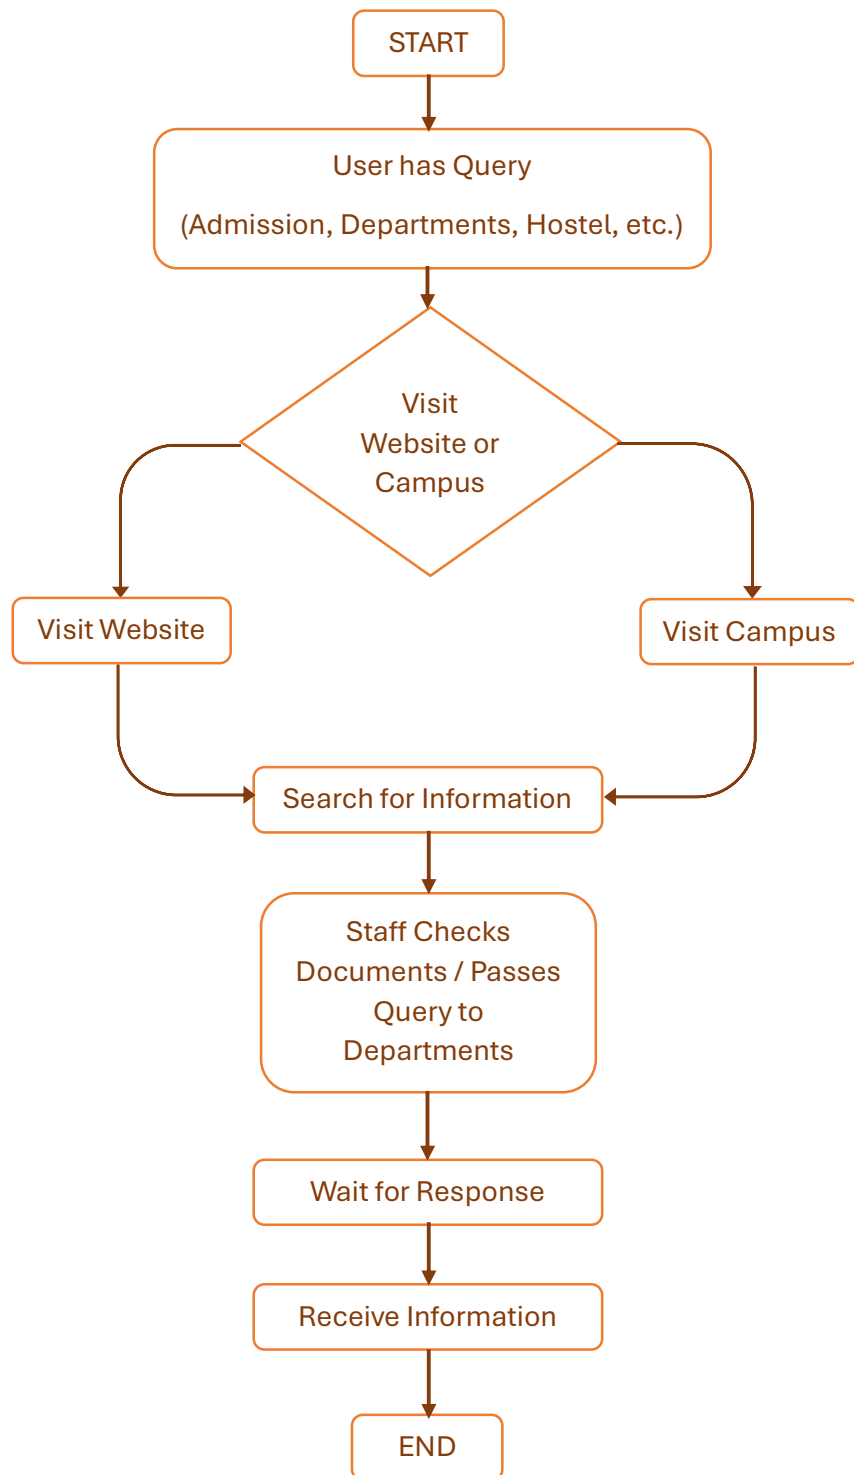 START
User has Query
(Admission, Departments, Hostel, etc.)
Visit
Website or
Campus
Visit Website
Visit Campus
Search for Information
Staff Checks
Documents / Passes
Query to
Departments
Wait for Response
Receive Information
END